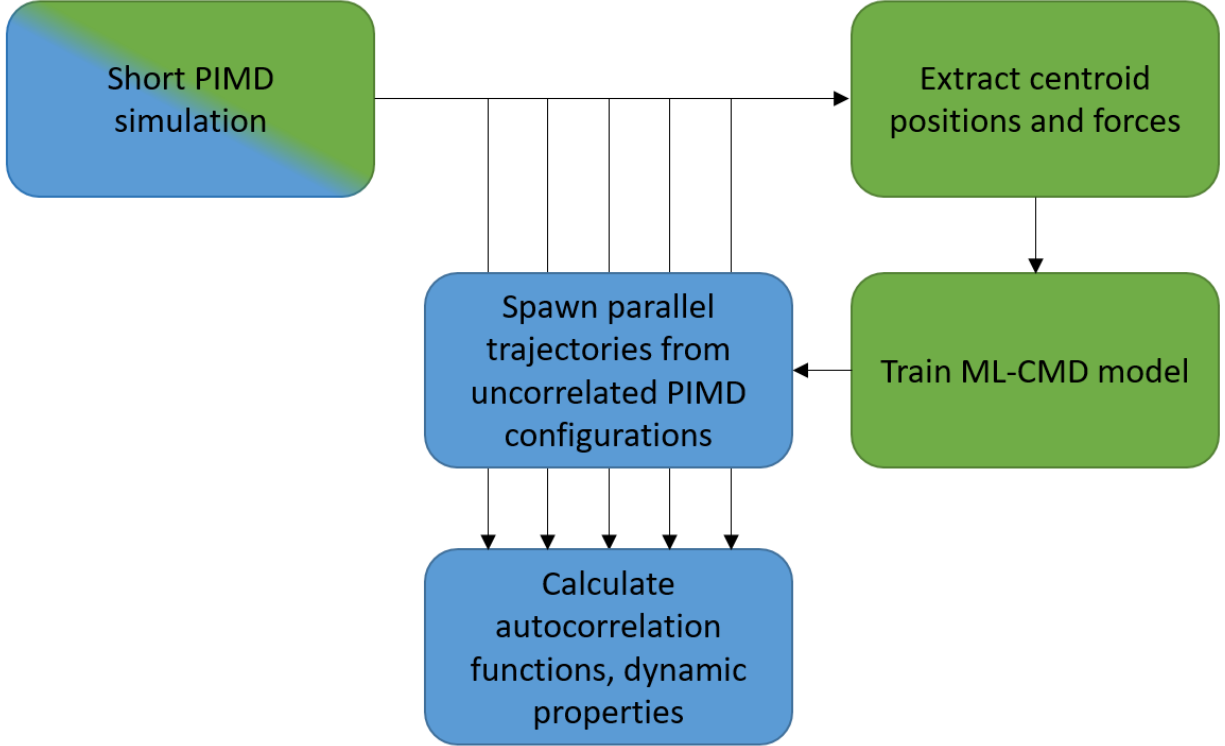 Short PIMD
simulation
Extract centroid
positions and forces
Spawn parallel
trajectories from
uncorrelated PIMD
configurations
Train ML-CMD model
Calculate
autocorrelation
functions, dynamic
properties